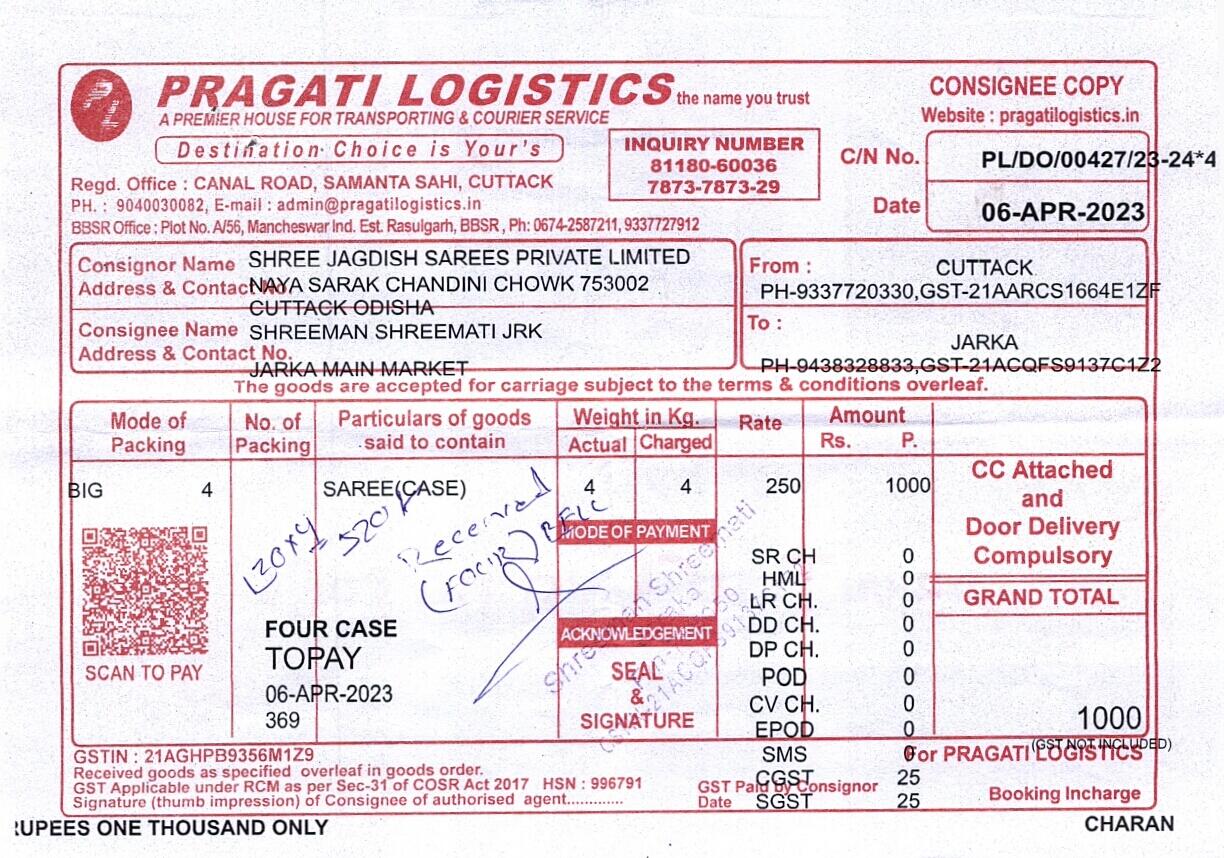 PRAGATI LOGISTICS the name you trust
A PREMIER HOUSE FOR TRANSPORTING & COURIER SERVICE
Destination Choice is Your's
Regd. Office : CANAL ROAD, SAMANTA SAHI, CUTTACK
PH. : 9040030082, E-mail : admin@pragatilogistics.in
BBSR Office : Plot No. A/56, Mancheswar Ind. Est. Rasulgarh, BBSR , Ph: 0674-2587211, 9337727912
INQUIRY NUMBER
81180-60036
7873-7873-29
CONSIGNEE COPY
Website : pragatilogistics.in
C/N No. PL/DO/00427/23-24*4
Date 06-APR-2023
Consignor Name SHREE JAGDISH SAREES PRIVATE LIMITED
Address & Contact No. NAYA SARAK CHANDINI CHOWK 753002
CUTTACK ODISHA
Consignee Name SHREEMAN SHREEMATI JRK
Address & Contact No.
JARKA MAIN MARKET
From : CUTTACK
PH-9337720330,GST-21AARCS1664E1ZF
To :
JARKA
PH-9438328833,GST-21ACQFS9137C1Z2
The goods are accepted for carriage subject to the terms & conditions overleaf.
Mode of Packing
No. of Packing
Particulars of goods said to contain
Weight in Kg.
Actual Charged
Rate
Amount
Rs. P.
BIG 4 SAREE(CASE) 4 4 250 1000
CC Attached
and
Door Delivery
Compulsory
GRAND TOTAL
1000
(GST NOT INCLUDED)
Received
(FOUR)
MODE OF PAYMENT
Shreeman Shreemati
ACKNOWLEDGEMENT
SEAL
&
SIGNATURE
SR CH 0
HML 0
LR CH. 0
DD CH. 0
DP CH. 0
POD 0
CV CH. 0
EPOD 0
SMS 0
CGST 25
SGST 25
SCAN TO PAY
FOUR CASE
TOPAY
06-APR-2023
369
GSTIN : 21AGHPB9356M1Z9
Received goods as specified overleaf in goods order.
GST Applicable under RCM as per Sec-31 of COSR Act 2017 HSN : 996791
Signature (thumb impression) of Consignee of authorised agent.............
GST Paid by Consignor
Date
For PRAGATI LOGISTICS
Booking Incharge
RUPEES ONE THOUSAND ONLY
CHARAN